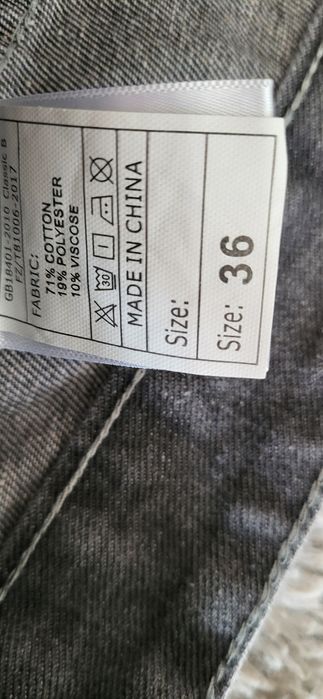 GB18401-2010 Classic B
FZ/T81006-2017
FABRIC:
71% COTTON
19% POLYESTER
10% VISCOSE
30
MADE IN CHINA
Size:
Size: 36